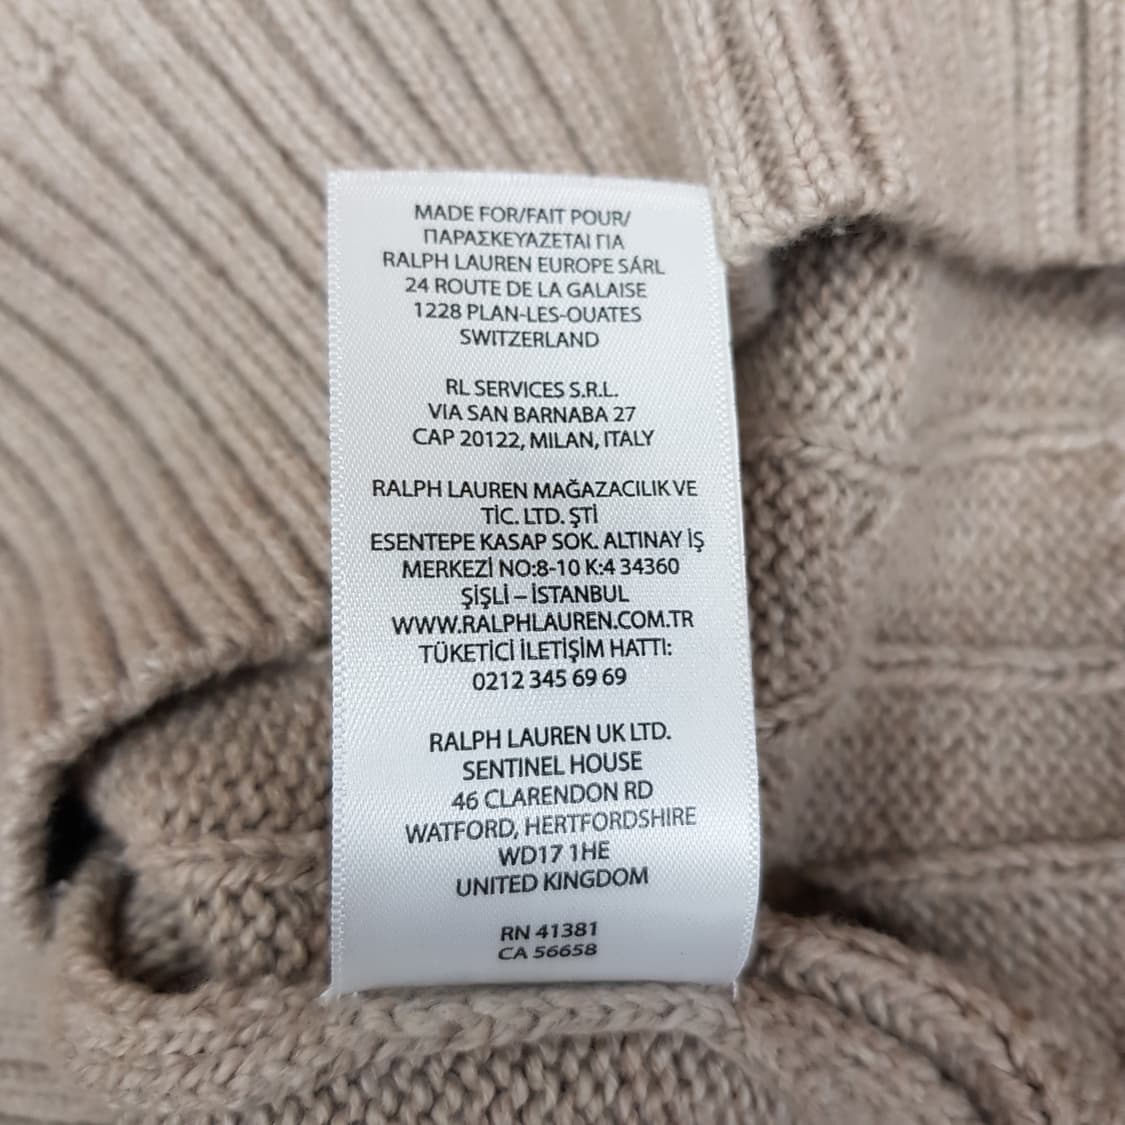 MADE FOR/FAIT POUR/
ΠΑΡΑΣΚΕΥΑΖΕΤΑΙ ΓΙΑ
RALPH LAUREN EUROPE SÁRL
24 ROUTE DE LA GALAISE
1228 PLAN-LES-OUATES
SWITZERLAND
RL SERVICES S.R.L.
VIA SAN BARNABA 27
CAP 20122, MILAN, ITALY
RALPH LAUREN MAĞAZACILIK VE
TİC. LTD. ŞTİ
ESENTEPE KASAP SOK. ALTINAY İŞ
MERKEZİ NO:8-10 K:4 34360
ŞİŞLİ – İSTANBUL
WWW.RALPHLAUREN.COM.TR
TÜKETİCİ İLETİŞİM HATTI:
0212 345 69 69
RALPH LAUREN UK LTD.
SENTINEL HOUSE
46 CLARENDON RD
WATFORD, HERTFORDSHIRE
WD17 1HE
UNITED KINGDOM
RN 41381
CA 56658